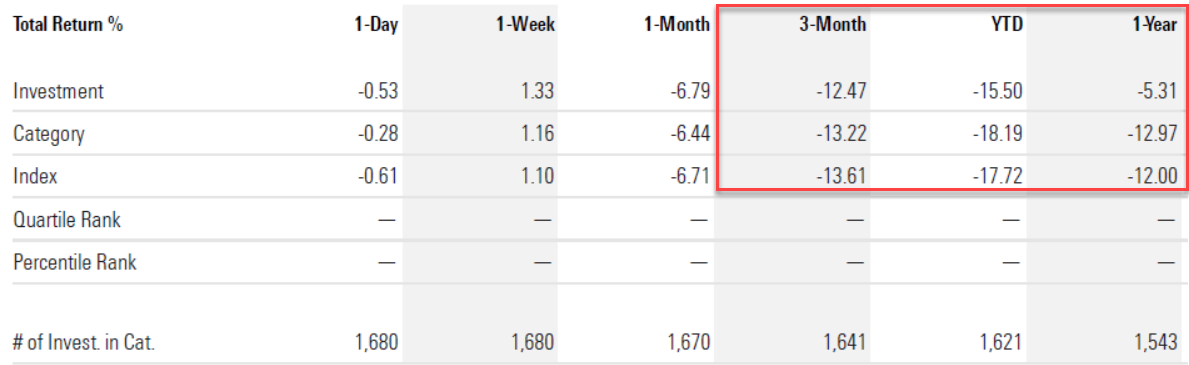 Total Return % 1-Day 1-Week 1-Month 3-Month YTD 1-Year
Investment -0.53 1.33 -6.79 -12.47 -15.50 -5.31
Category -0.28 1.16 -6.44 -13.22 -18.19 -12.97
Index -0.61 1.10 -6.71 -13.61 -17.72 -12.00
Quartile Rank — — — — — —
Percentile Rank — — — — — —
# of Invest. in Cat. 1,680 1,680 1,670 1,641 1,621 1,543